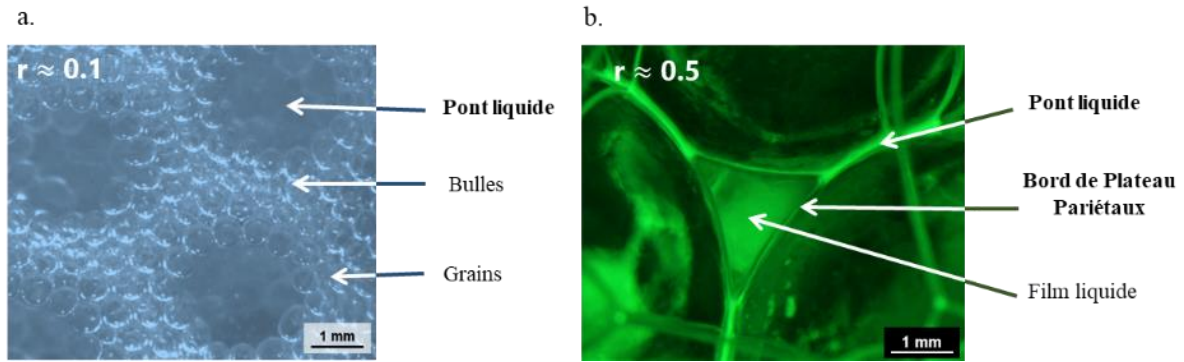 a.
r ≈ 0.1
Pont liquide
Bulles
Grains
1 mm
b.
r ≈ 0.5
Pont liquide
Bord de Plateau
Pariétaux
Film liquide
1 mm